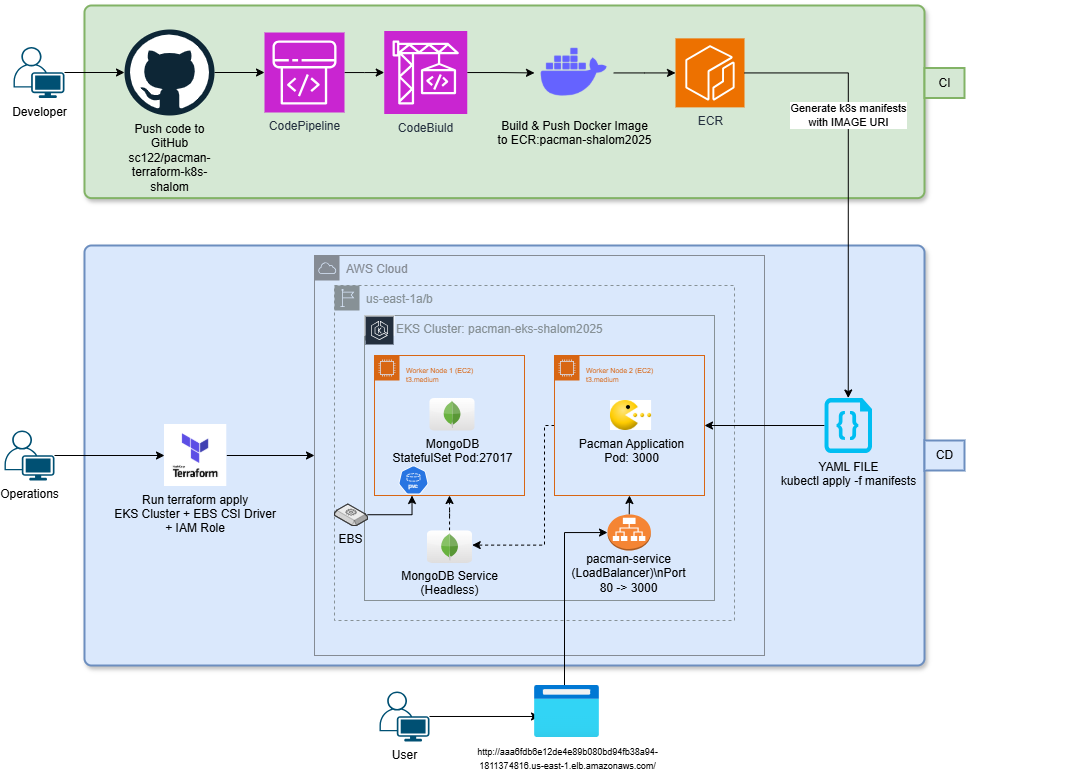 Developer
Push code to
GitHub
sc122/pacman-
terraform-k8s-
shalom
CodePipeline
CodeBiuld
Build & Push Docker Image
to ECR:pacman-shalom2025
ECR
Generate k8s manifests
with IMAGE URI
CI
AWS Cloud
us-east-1a/b
EKS Cluster: pacman-eks-shalom2025
Worker Node 1 (EC2)
t3.medium
MongoDB
StatefulSet Pod:27017
pvc
Worker Node 2 (EC2)
t3.medium
Pacman Application
Pod: 3000
EBS
MongoDB Service
(Headless)
pacman-service
(LoadBalancer)\nPort
80 -> 3000
Operations
Terraform
Run terraform apply
EKS Cluster + EBS CSI Driver
+ IAM Role
{}
YAML FILE
kubectl apply -f manifests
CD
User
http://aaa6fdb6e12de4e89b080bd94fb38a94-
1811374816.us-east-1.elb.amazonaws.com/